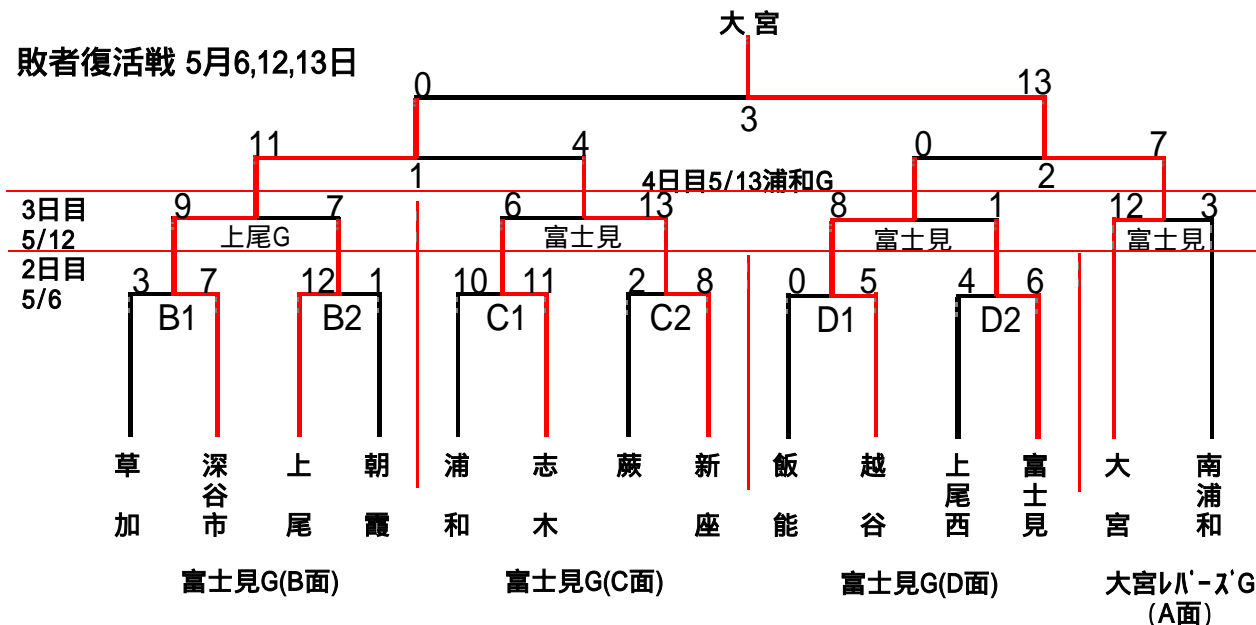 大宮
敗者復活戦 5月6,12,13日
0 13
3
11 4 0 7
1 4日目5/13浦和G 2
3日目 9 7 6 13 8 1 12 3
5/12 上尾G 富士見 富士見 富士見
2日目 3 7 12 1 10 11 2 8 0 5 4 6
5/6 B1 B2 C1 C2 D1 D2
草加 深谷市 上尾 朝霞 浦和 志木 蕨 新座 飯能 越谷 上尾西 富士見 大宮 南浦和
富士見G(B面) 富士見G(C面) 富士見G(D面) 大宮ﾚﾊﾞｰｽﾞG
(A面)